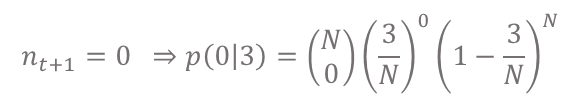 n_{t+1} = 0 ⇒ p(0|3) = \binom{N}{0} \left(\frac{3}{N}\right)^0 \left(1 - \frac{3}{N}\right)^N